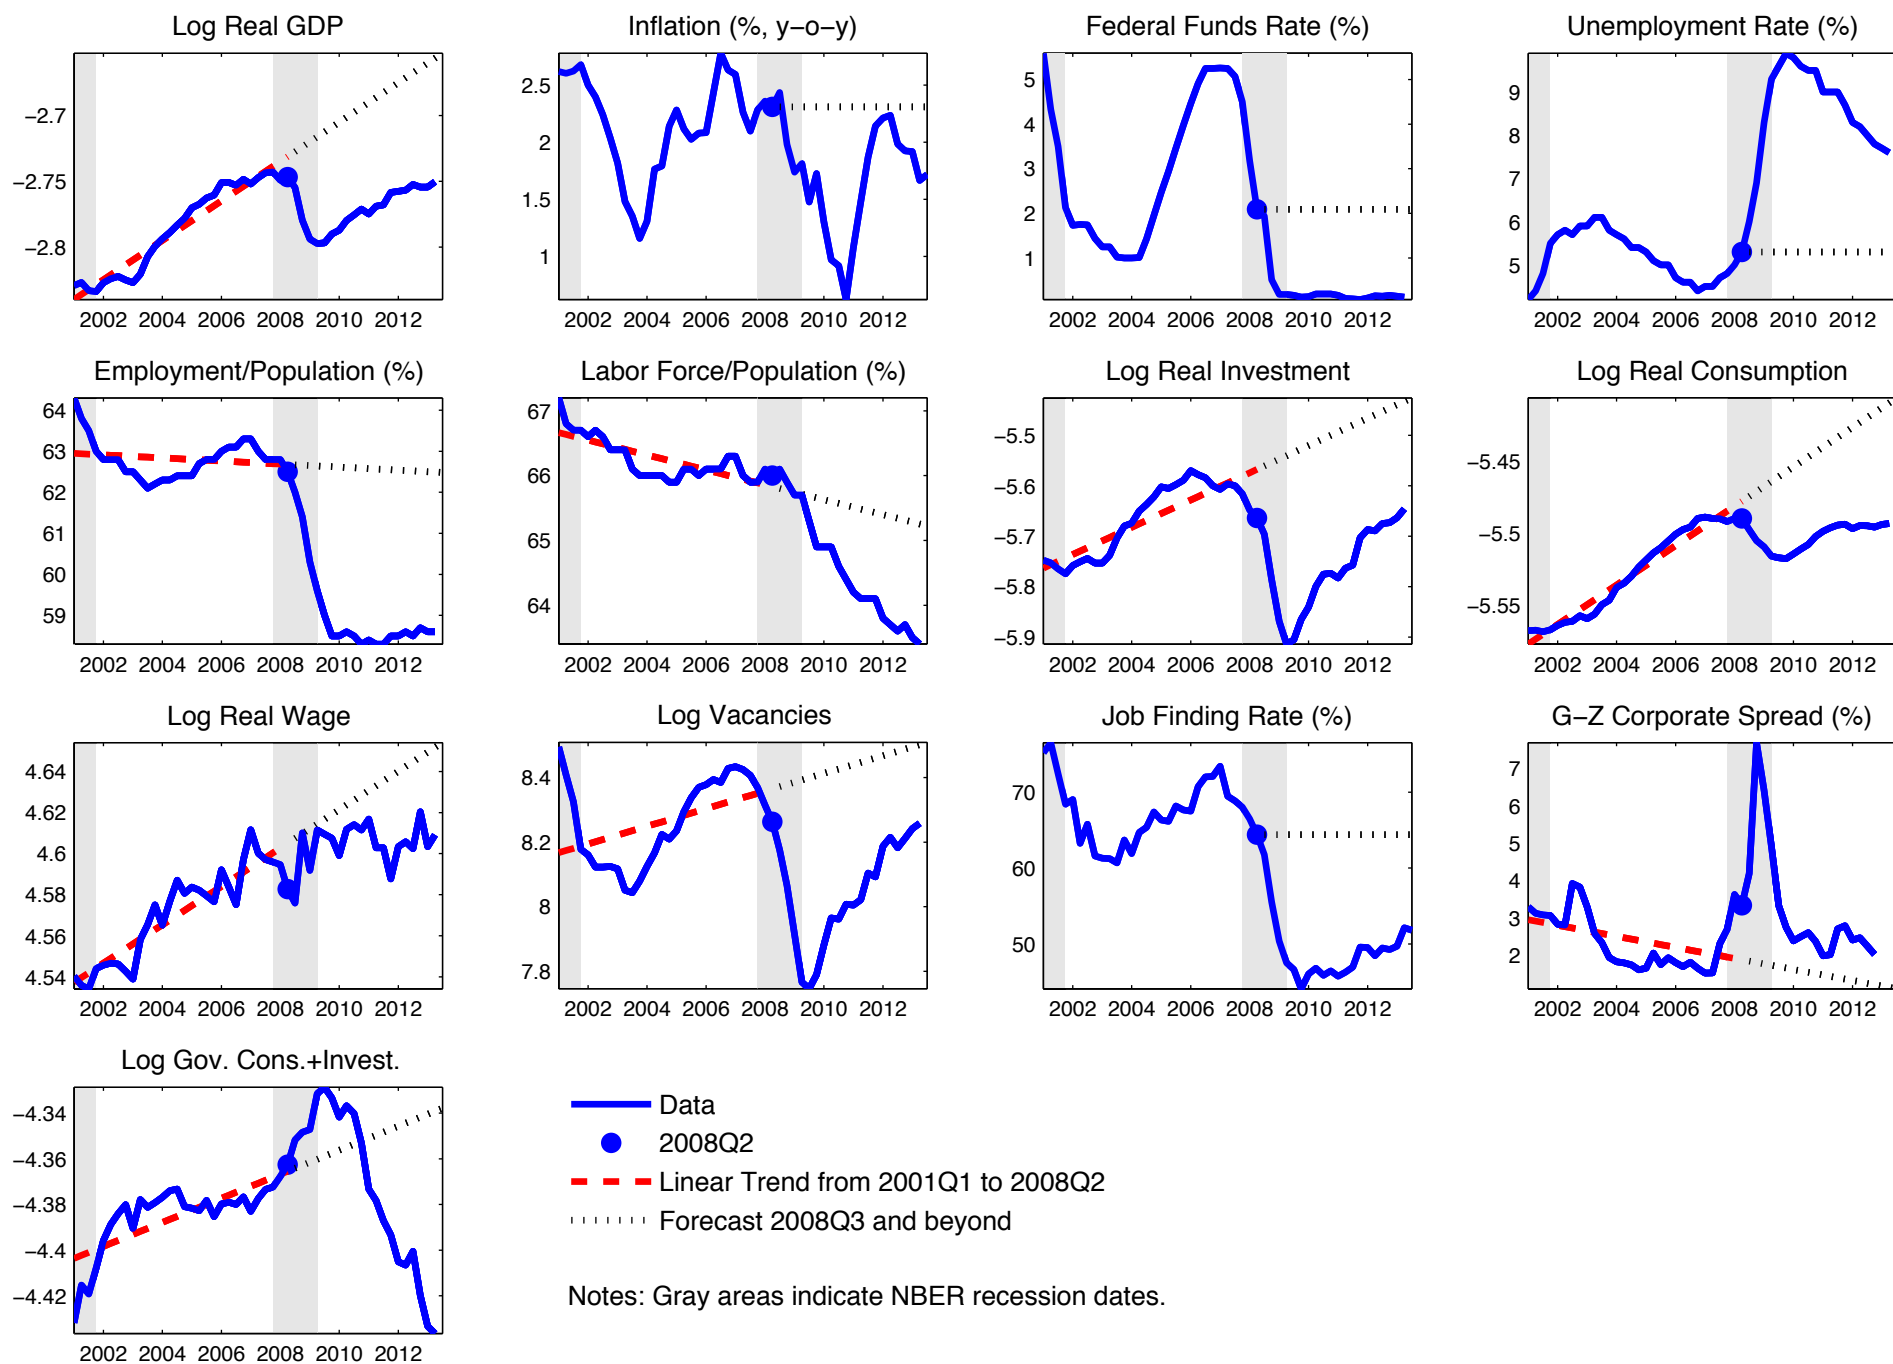 Log Real GDP
−2.7
−2.75
−2.8
2002 2004 2006 2008 2010 2012
Inflation (%, y−o−y)
2.5
2
1.5
1
2002 2004 2006 2008 2010 2012
Federal Funds Rate (%)
5
4
3
2
1
2002 2004 2006 2008 2010 2012
Unemployment Rate (%)
9
8
7
6
5
2002 2004 2006 2008 2010 2012
Employment/Population (%)
64
63
62
61
60
59
2002 2004 2006 2008 2010 2012
Labor Force/Population (%)
67
66
65
64
2002 2004 2006 2008 2010 2012
Log Real Investment
−5.5
−5.6
−5.7
−5.8
−5.9
2002 2004 2006 2008 2010 2012
Log Real Consumption
−5.45
−5.5
−5.55
2002 2004 2006 2008 2010 2012
Log Real Wage
4.64
4.62
4.6
4.58
4.56
4.54
2002 2004 2006 2008 2010 2012
Log Vacancies
8.4
8.2
8
7.8
2002 2004 2006 2008 2010 2012
Job Finding Rate (%)
70
60
50
2002 2004 2006 2008 2010 2012
G−Z Corporate Spread (%)
7
6
5
4
3
2
2002 2004 2006 2008 2010 2012
Log Gov. Cons.+Invest.
−4.34
−4.36
−4.38
−4.4
−4.42
2002 2004 2006 2008 2010 2012
Data
2008Q2
Linear Trend from 2001Q1 to 2008Q2
Forecast 2008Q3 and beyond
Notes: Gray areas indicate NBER recession dates.